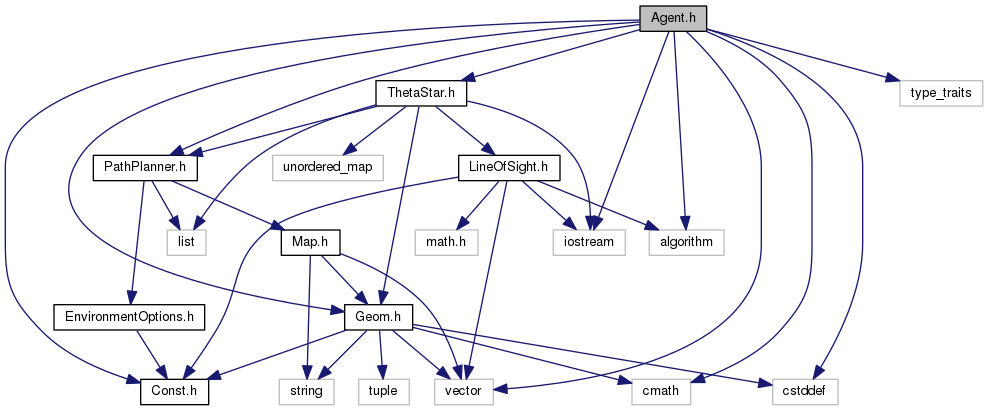 Agent.h
ThetaStar.h
type_traits
PathPlanner.h
unordered_map
LineOfSight.h
list
Map.h
math.h
iostream
algorithm
EnvironmentOptions.h
Geom.h
Const.h
string
tuple
vector
cmath
cstddef